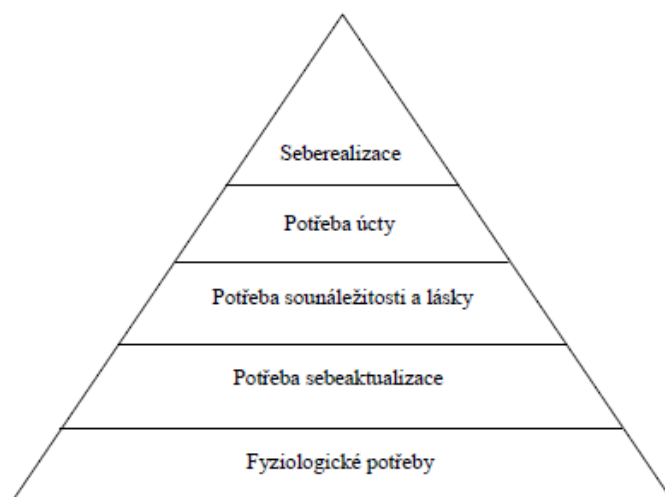 Seberealizace
Potřeba úcty
Potřeba sounáležitosti a lásky
Potřeba sebeaktualizace
Fyziologické potřeby